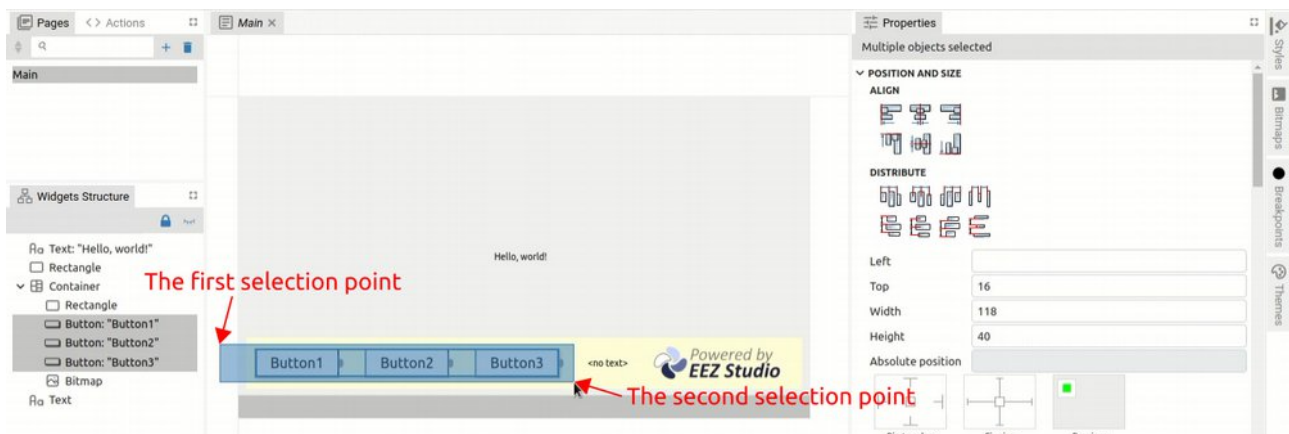 Pages
<> Actions
Main
Main
Widgets Structure
Text: "Hello, world!"
Rectangle
Container
Rectangle
Button: "Button1"
Button: "Button2"
Button: "Button3"
Bitmap
Text
Hello, world!
The first selection point
Button1
Button2
Button3
<no text>
Powered by
EEZ Studio
The second selection point
Properties
Multiple objects selected
POSITION AND SIZE
ALIGN
DISTRIBUTE
Left
Top 16
Width 118
Height 40
Absolute position
Styles
Bitmaps
Breakpoints
Themes